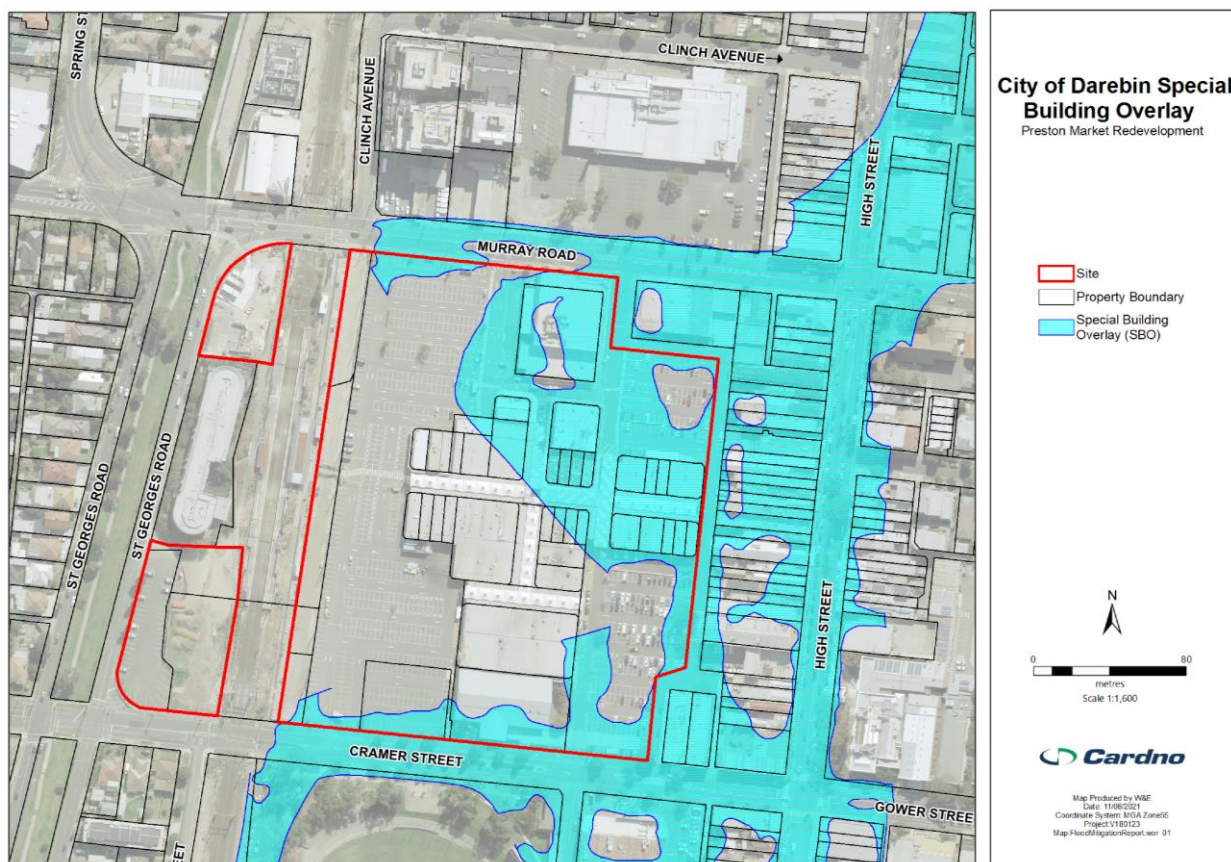 SPRING ST
CLINCH AVENUE
CLINCH AVENUE
HIGH STREET
MURRAY ROAD
ST GEORGES ROAD
ST GEORGES ROAD
HIGH STREET
CRAMER STREET
GOWER STREE
REET
City of Darebin Special
Building Overlay
Preston Market Redevelopment
Site
Property Boundary
Special Building
Overlay (SBO)
N
0 80
metres
Scale 1:1,600
Cardno
Map Produced by W&E
Date: 11/08/2021
Coordinate System: MGA Zone55
Project:V180123
Map:FloodMitigationReport.wor 01